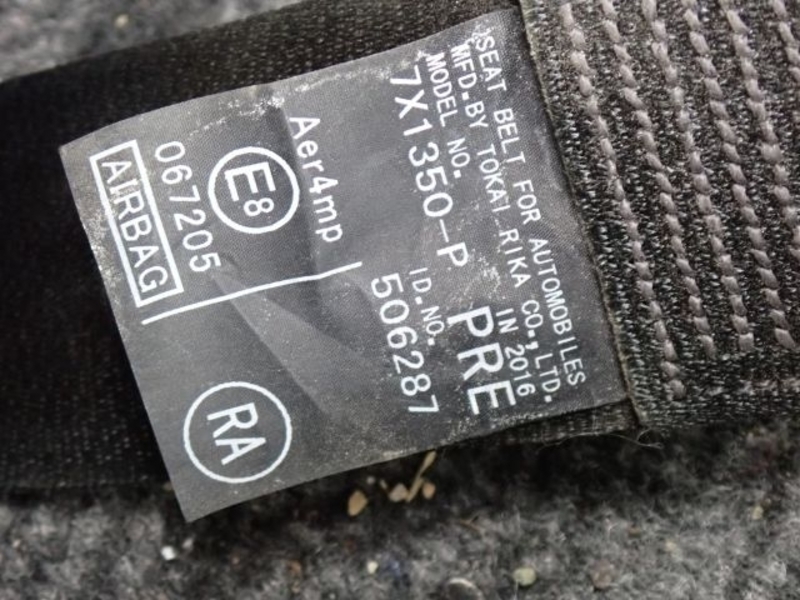 SEAT BELT FOR AUTOMOBILES
MFD.BY TOKAI RIKA CO.,LTD.
MODEL NO. IN 2016
7X1350-P PRE
ID.NO.
506287
Aer4mp
E8
067205
AIRBAG
RA